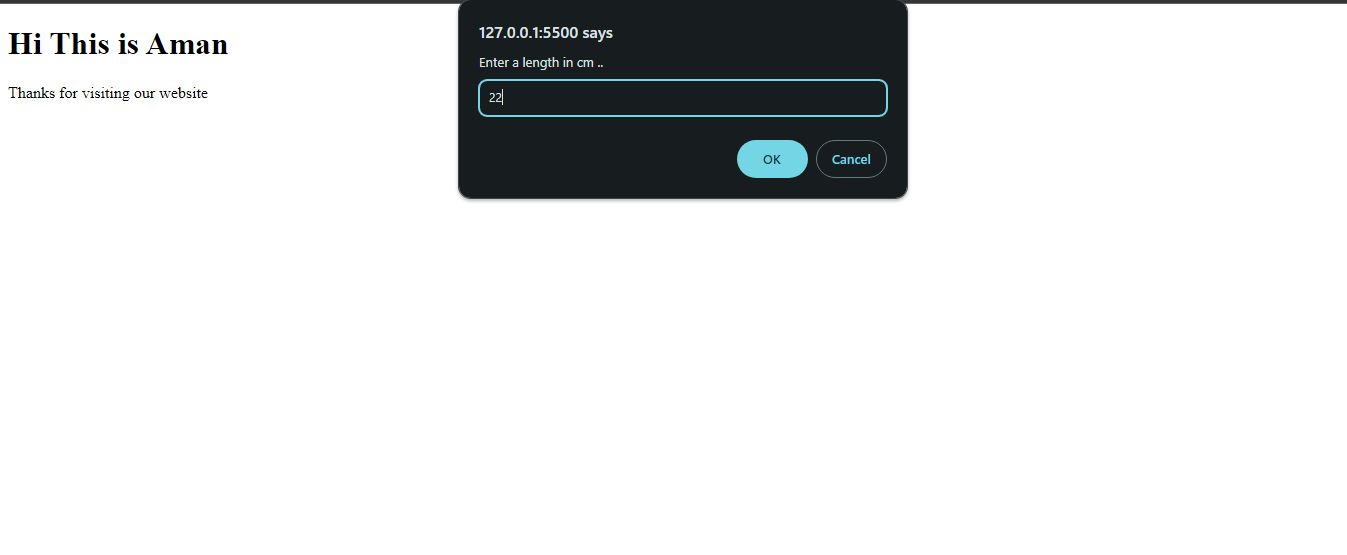 Hi This is Aman
Thanks for visiting our website
127.0.0.1:5500 says
Enter a length in cm ..
22
OK
Cancel